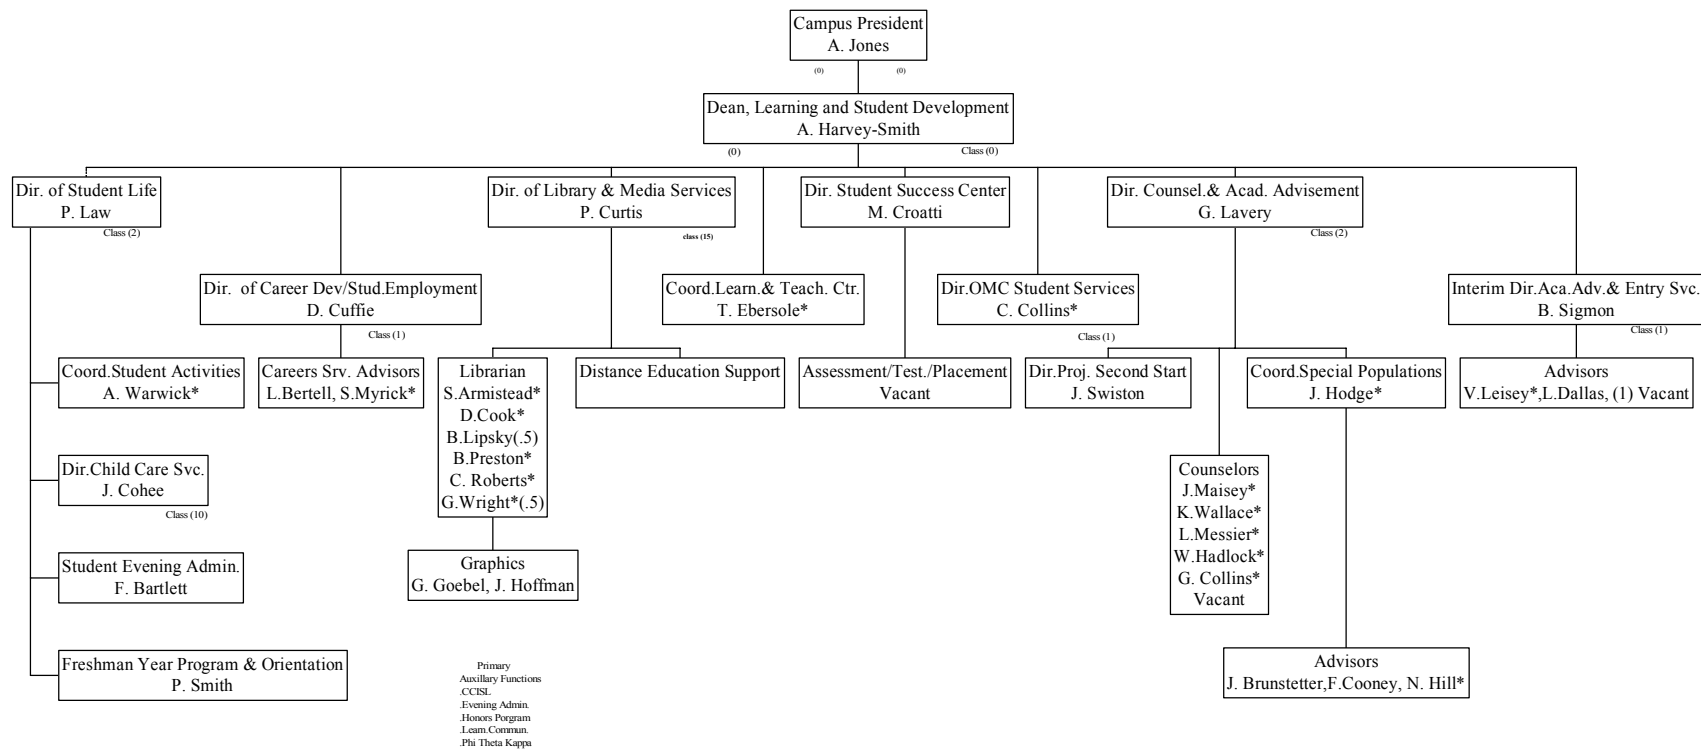 Campus President
A. Jones
(0) (0)
Dean, Learning and Student Development
A. Harvey-Smith
(0) Class (0)
Dir. of Student Life
P. Law
Class (2)
Dir. of Library & Media Services
P. Curtis
class (15)
Dir. Student Success Center
M. Croatti
Dir. Counsel.& Acad. Advisement
G. Lavery
Class (2)
Dir. of Career Dev/Stud.Employment
D. Cuffie
Class (1)
Coord.Learn.& Teach. Ctr.
T. Ebersole*
Dir.OMC Student Services
C. Collins*
Class (1)
Interim Dir.Aca.Adv.& Entry Svc.
B. Sigmon
Class (1)
Coord.Student Activities
A. Warwick*
Careers Srv. Advisors
L.Bertell, S.Myrick*
Librarian
S.Armistead*
D.Cook*
B.Lipsky(.5)
B.Preston*
C. Roberts*
G.Wright*(.5)
Distance Education Support
Assessment/Test./Placement
Vacant
Dir.Proj. Second Start
J. Swiston
Coord.Special Populations
J. Hodge*
Advisors
V.Leisey*,L.Dallas, (1) Vacant
Dir.Child Care Svc.
J. Cohee
Class (10)
Counselors
J.Maisey*
K.Wallace*
L.Messier*
W.Hadlock*
G. Collins*
Vacant
Student Evening Admin.
F. Bartlett
Graphics
G. Goebel, J. Hoffman
Freshman Year Program & Orientation
P. Smith
Advisors
J. Brunstetter,F.Cooney, N. Hill*
Primary
Auxillary Functions
.CCISL
.Evening Admin.
.Honors Porgram
.Learn.Commun.
.Phi Theta Kappa